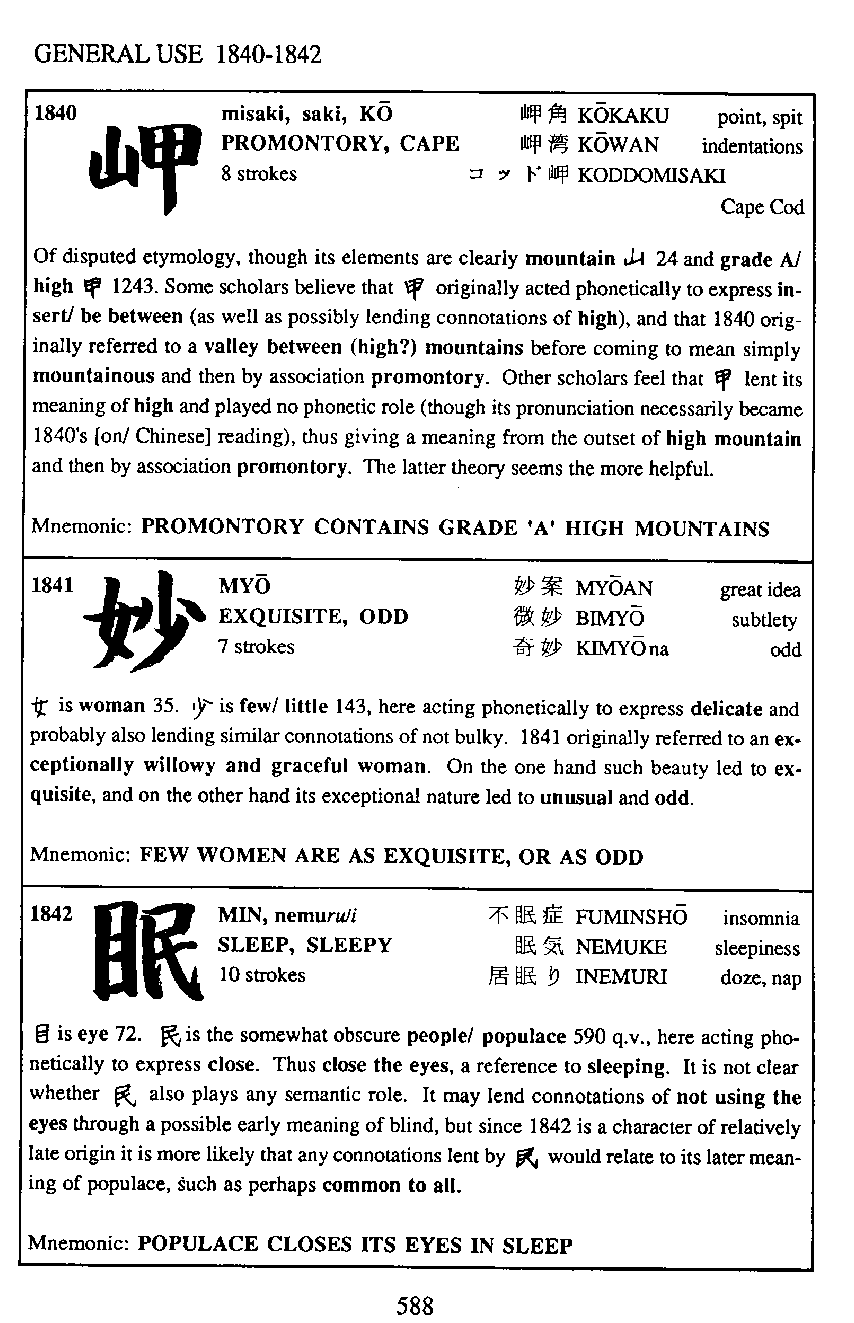 GENERAL USE 1840-1842
1840 岬 misaki, saki, KŌ 岬角 KŌKAKU point, spit
PROMONTORY, CAPE 岬湾 KŌWAN indentations
8 strokes コッド岬 KODDOMISAKI
Cape Cod
Of disputed etymology, though its elements are clearly mountain 山 24 and grade A/
high 甲 1243. Some scholars believe that 甲 originally acted phonetically to express in-
sert/ be between (as well as possibly lending connotations of high), and that 1840 orig-
inally referred to a valley between (high?) mountains before coming to mean simply
mountainous and then by association promontory. Other scholars feel that 甲 lent its
meaning of high and played no phonetic role (though its pronunciation necessarily became
1840's [on/ Chinese] reading), thus giving a meaning from the outset of high mountain
and then by association promontory. The latter theory seems the more helpful.
Mnemonic: PROMONTORY CONTAINS GRADE 'A' HIGH MOUNTAINS
1841 妙 MYŌ 妙案 MYŌAN great idea
EXQUISITE, ODD 微妙 BIMYŌ subtlety
7 strokes 奇妙 KIMYŌna odd
女 is woman 35. 少 is few/ little 143, here acting phonetically to express delicate and
probably also lending similar connotations of not bulky. 1841 originally referred to an ex-
ceptionally willowy and graceful woman. On the one hand such beauty led to ex-
quisite, and on the other hand its exceptional nature led to unusual and odd.
Mnemonic: FEW WOMEN ARE AS EXQUISITE, OR AS ODD
1842 眠 MIN, nemuru/i 不眠症 FUMINSHŌ insomnia
SLEEP, SLEEPY 眠気 NEMUKE sleepiness
10 strokes 居眠り INEMURI doze, nap
目 is eye 72. 民 is the somewhat obscure people/ populace 590 q.v., here acting pho-
netically to express close. Thus close the eyes, a reference to sleeping. It is not clear
whether 民 also plays any semantic role. It may lend connotations of not using the
eyes through a possible early meaning of blind, but since 1842 is a character of relatively
late origin it is more likely that any connotations lent by 民 would relate to its later mean-
ing of populace, such as perhaps common to all.
Mnemonic: POPULACE CLOSES ITS EYES IN SLEEP
588